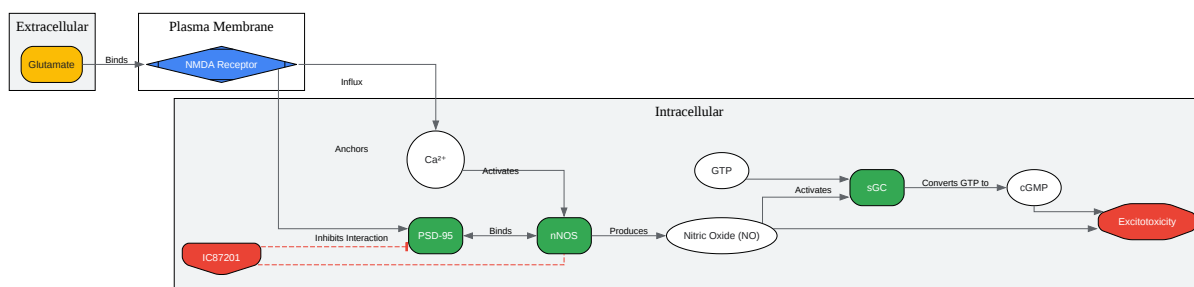 Extracellular
Plasma Membrane
Glutamate
Binds
NMDA Receptor
Influx
Intracellular
Anchors
Ca²⁺
Activates
GTP
Activates
sGC
Converts GTP to
cGMP
Inhibits Interaction
PSD-95
Binds
nNOS
Produces
Nitric Oxide (NO)
Excitotoxicity
IC87201